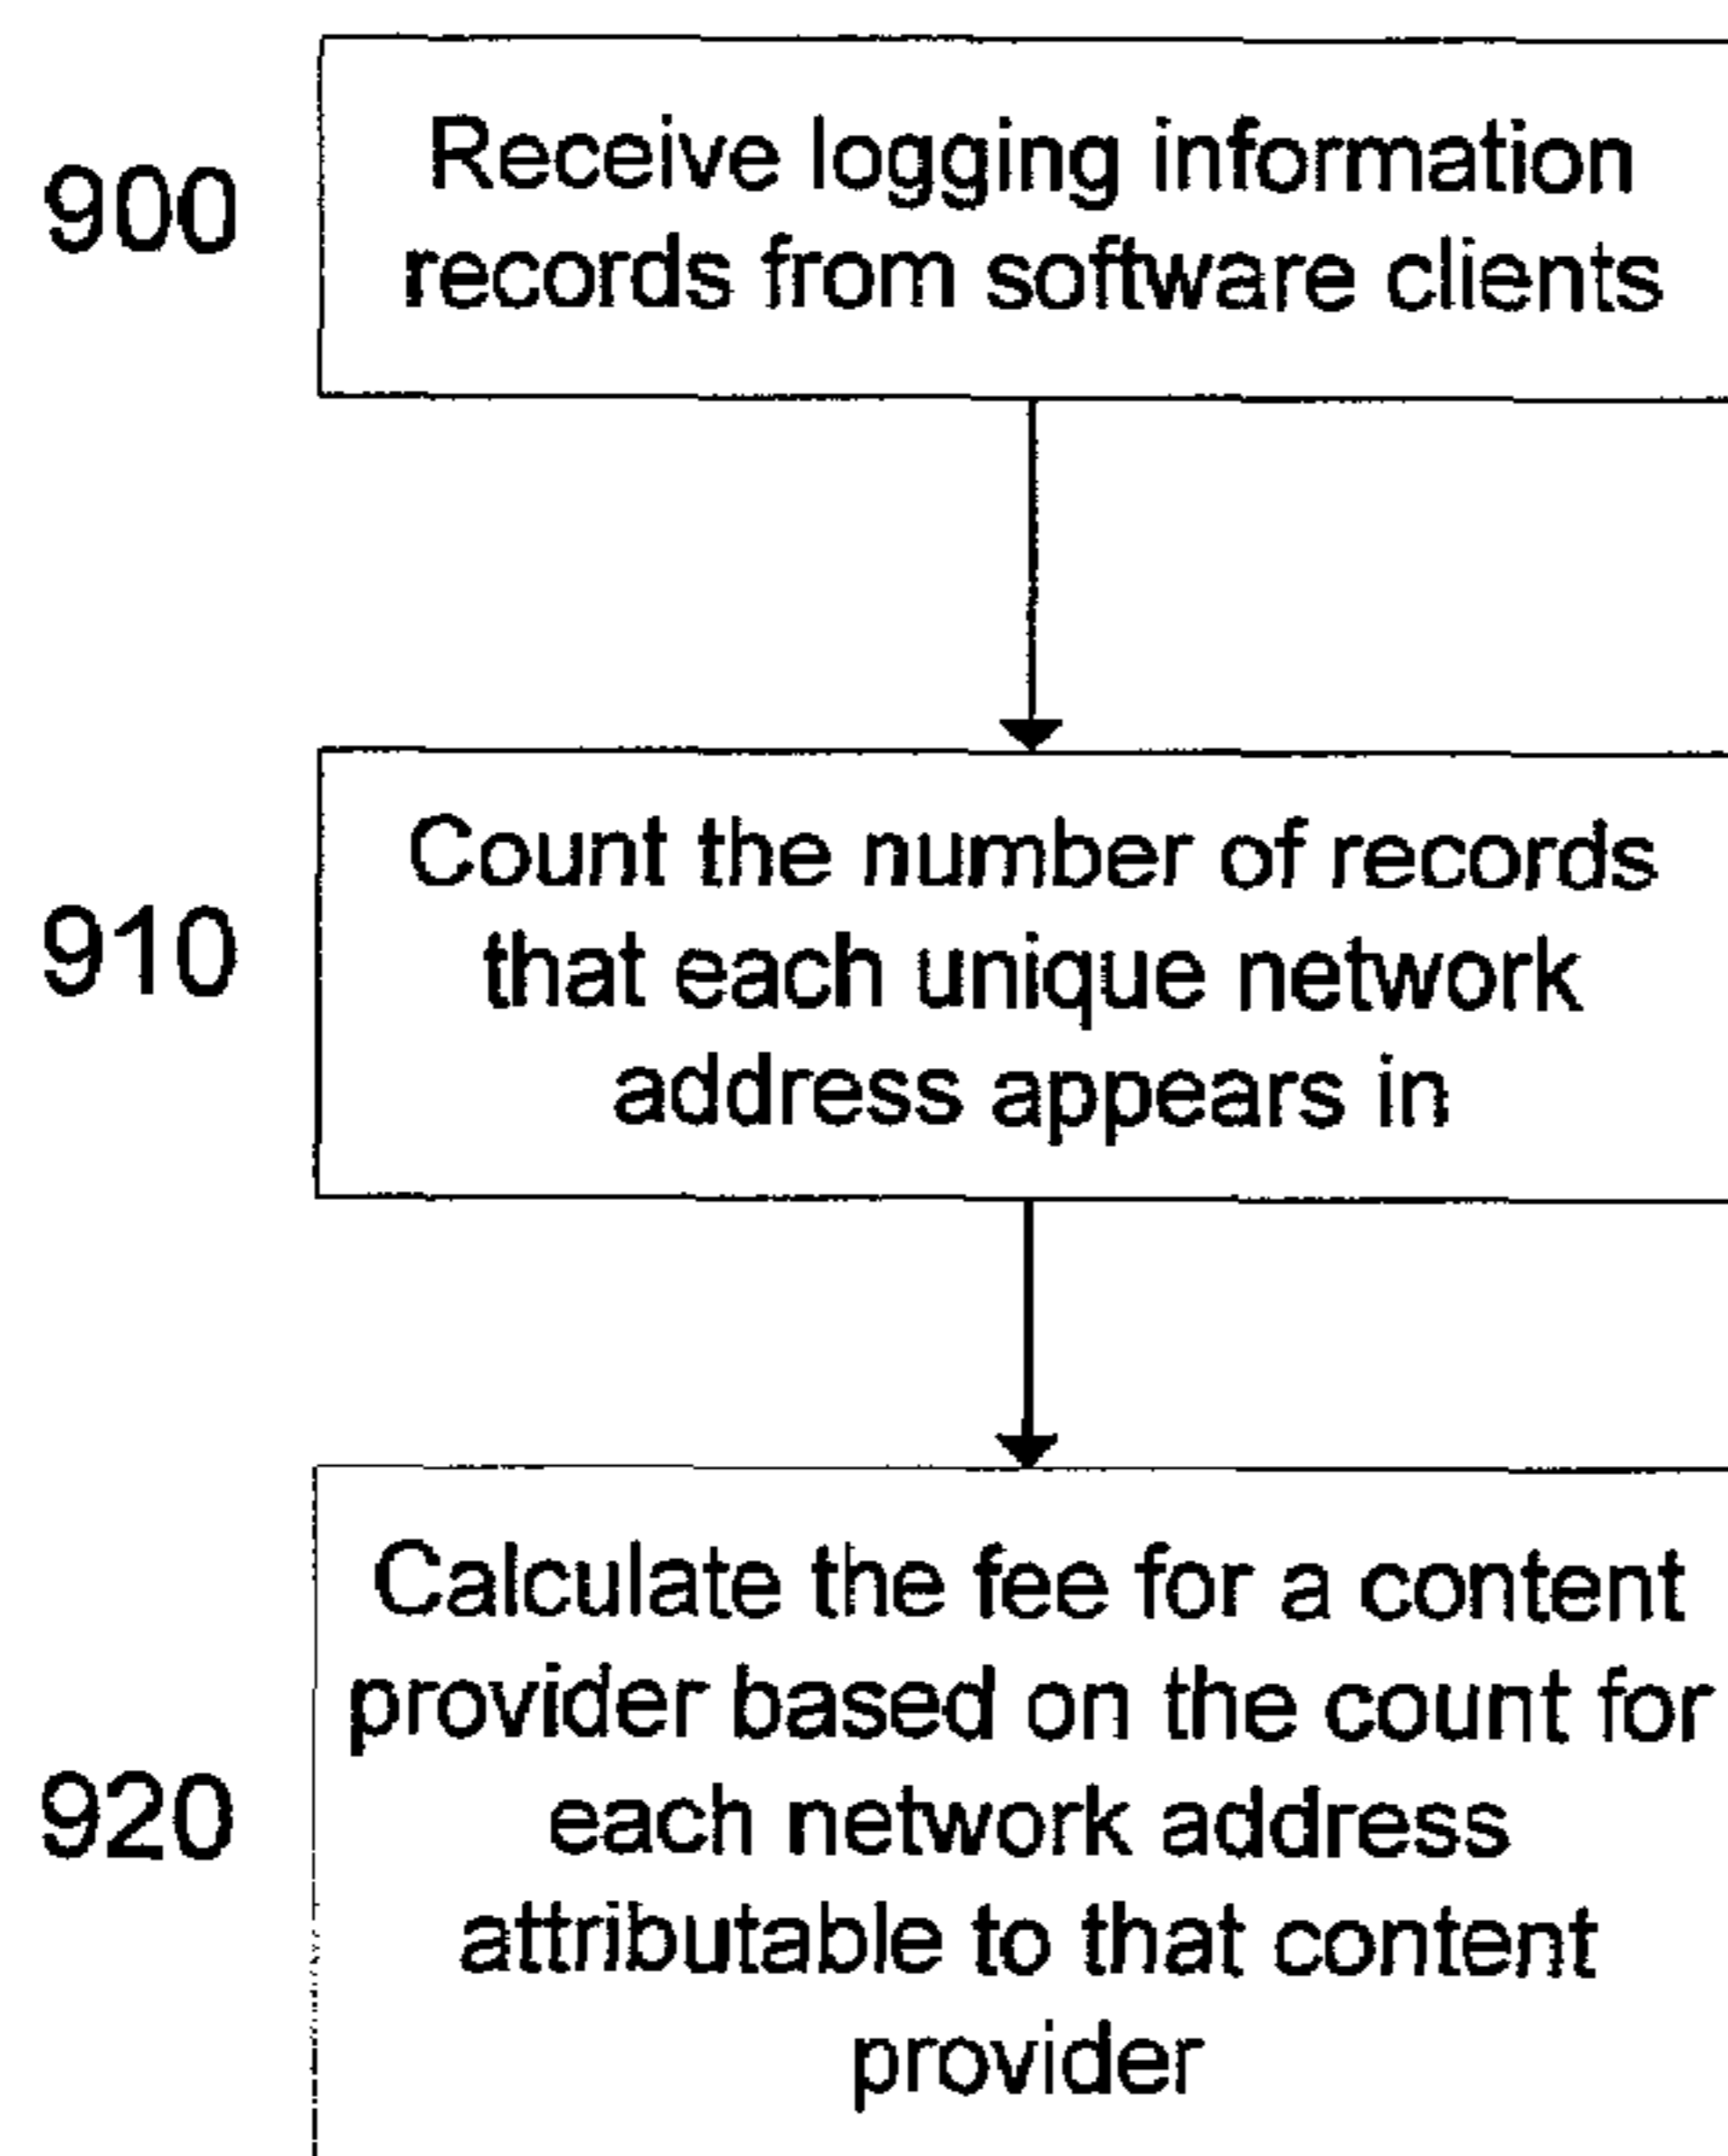 900
Receive logging information
records from software clients
910
Count the number of records
that each unique network
address appears in
920
Calculate the fee for a content
provider based on the count for
each network address
attributable to that content
provider